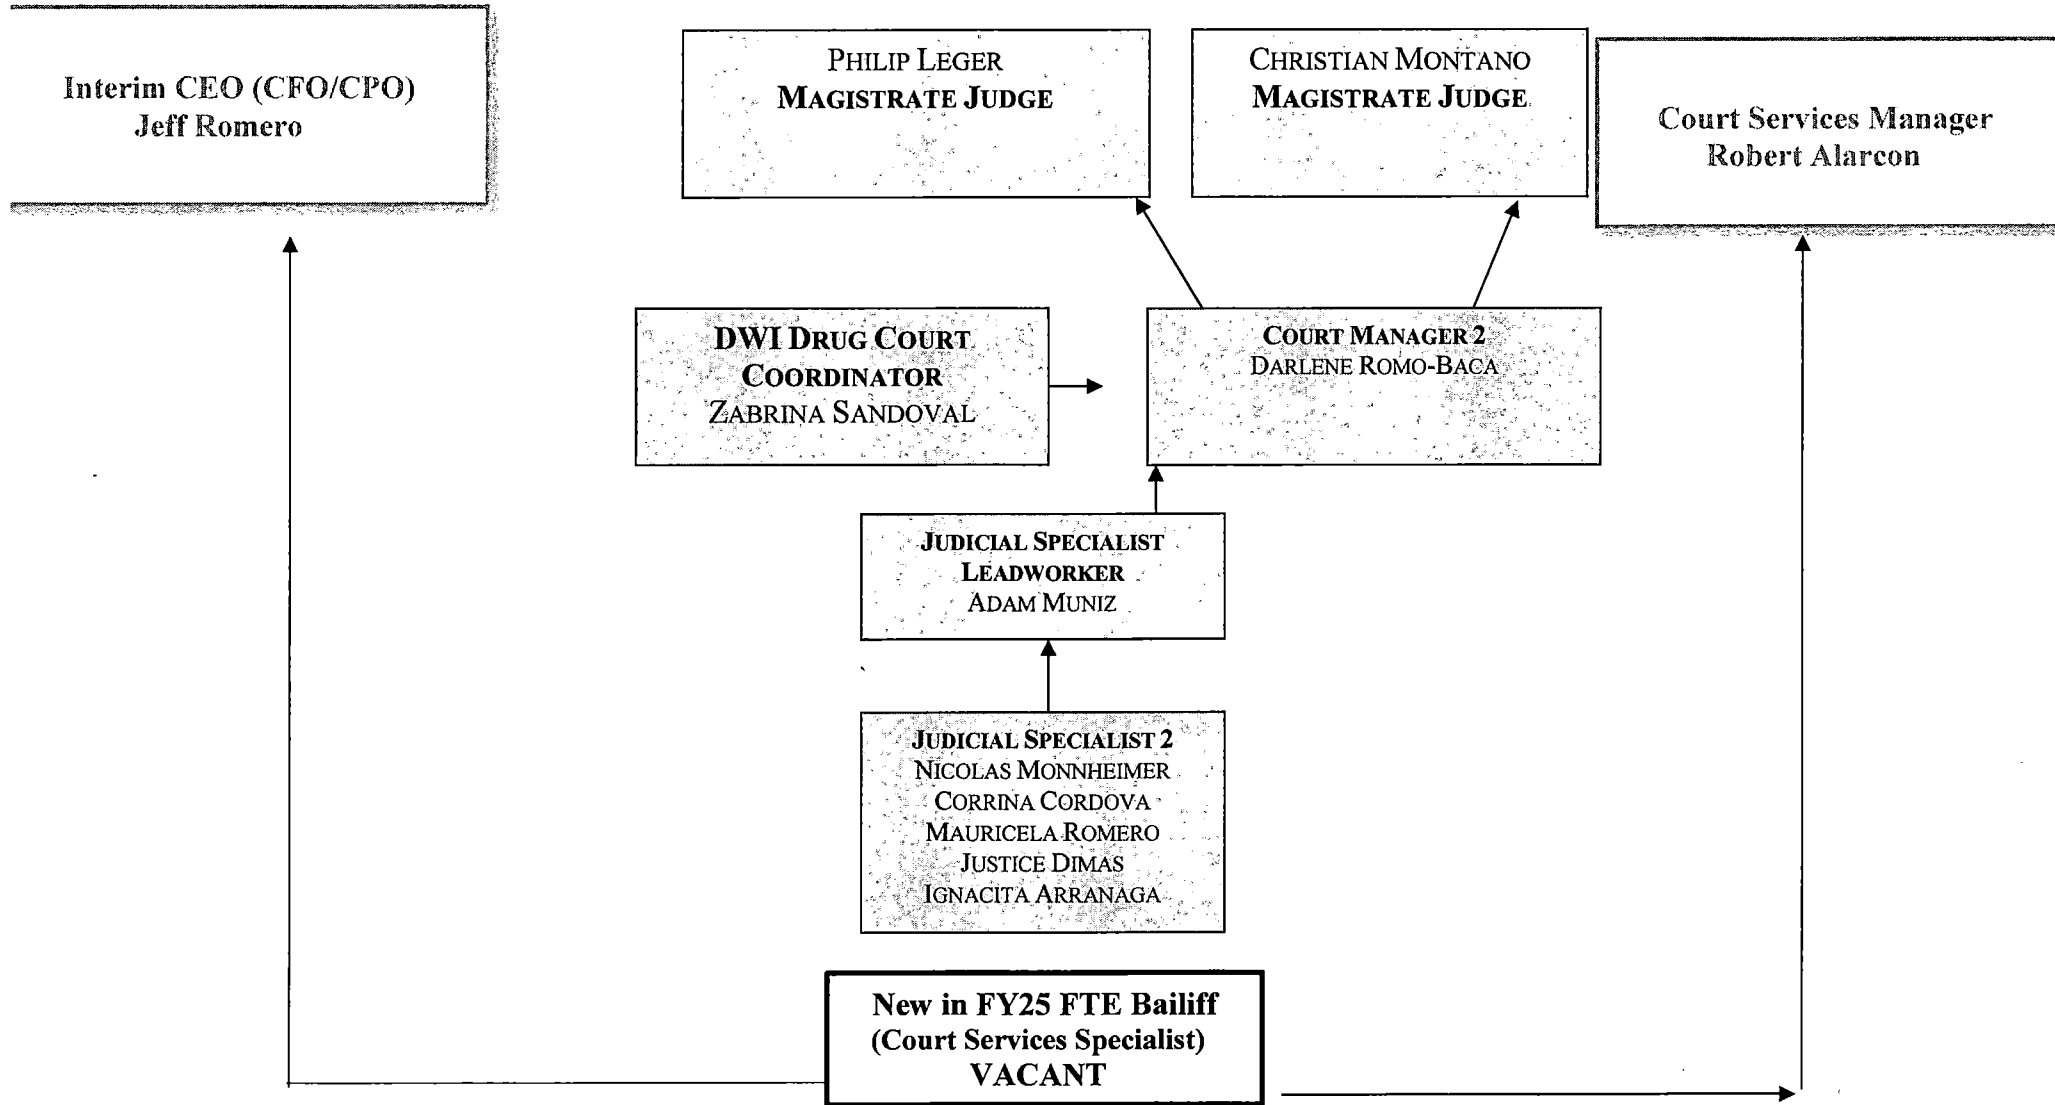 Interim CEO (CFO/CPO)
Jeff Romero
PHILIP LEGER
MAGISTRATE JUDGE
CHRISTIAN MONTANO
MAGISTRATE JUDGE
Court Services Manager
Robert Alarcon
DWI DRUG COURT
COORDINATOR
ZABRINA SANDOVAL
COURT MANAGER 2
DARLENE ROMO-BACA
JUDICIAL SPECIALIST
LEADWORKER
ADAM MUNIZ
JUDICIAL SPECIALIST 2
NICOLAS MONNHEIMER
CORRINA CORDOVA
MAURICELA ROMERO
JUSTICE DIMAS
IGNACITA ARRANAGA
New in FY25 FTE Bailiff
(Court Services Specialist)
VACANT